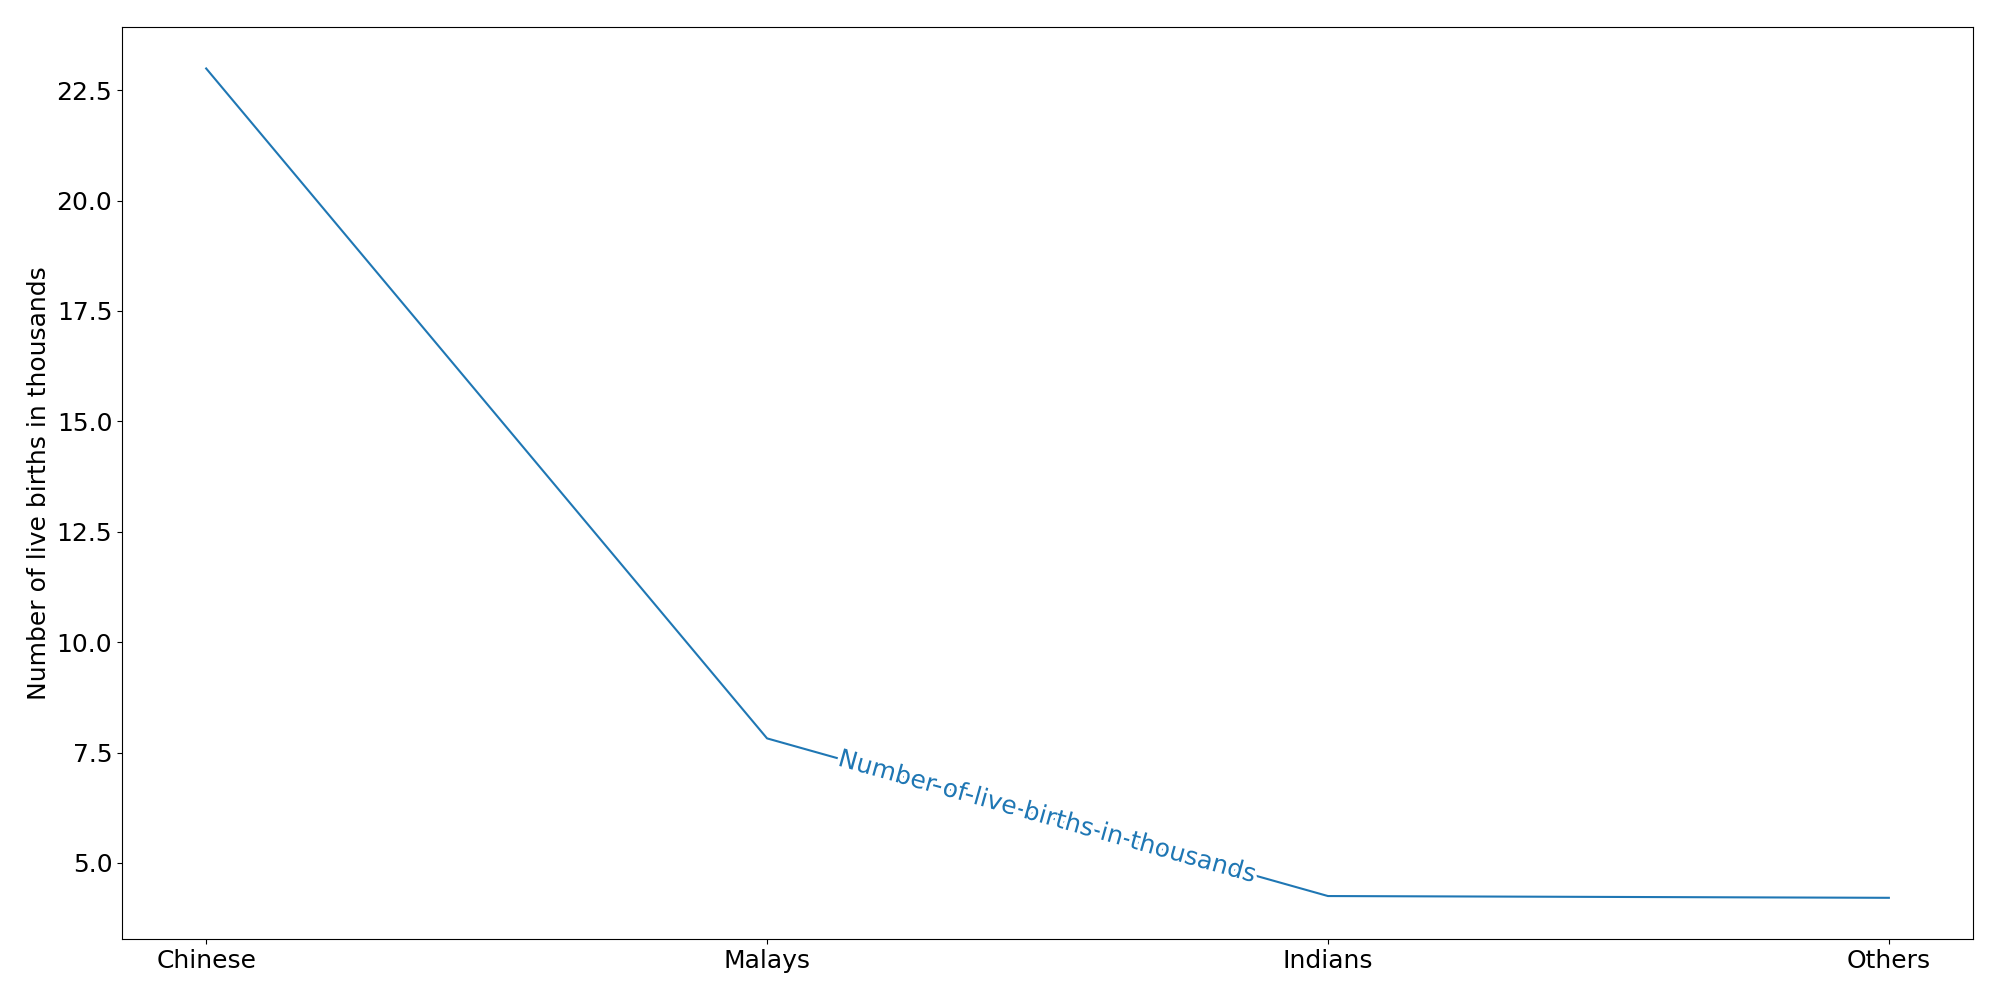 Number of live births in thousands
22.5
20.0
17.5
15.0
12.5
10.0
7.5
5.0
Number-of-live-births-in-thousands
Chinese Malays Indians Others